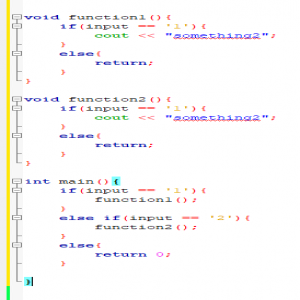 void function1(){
if(input == '1'){
cout << "something2";
}
else{
return;
}
}
void function2(){
if(input == '1'){
cout << "something2";
}
else{
return;
}
}
int main(){
if(input == '1'){
function1();
}
else if(input == '2'){
function2();
}
else{
return 0;
}
}